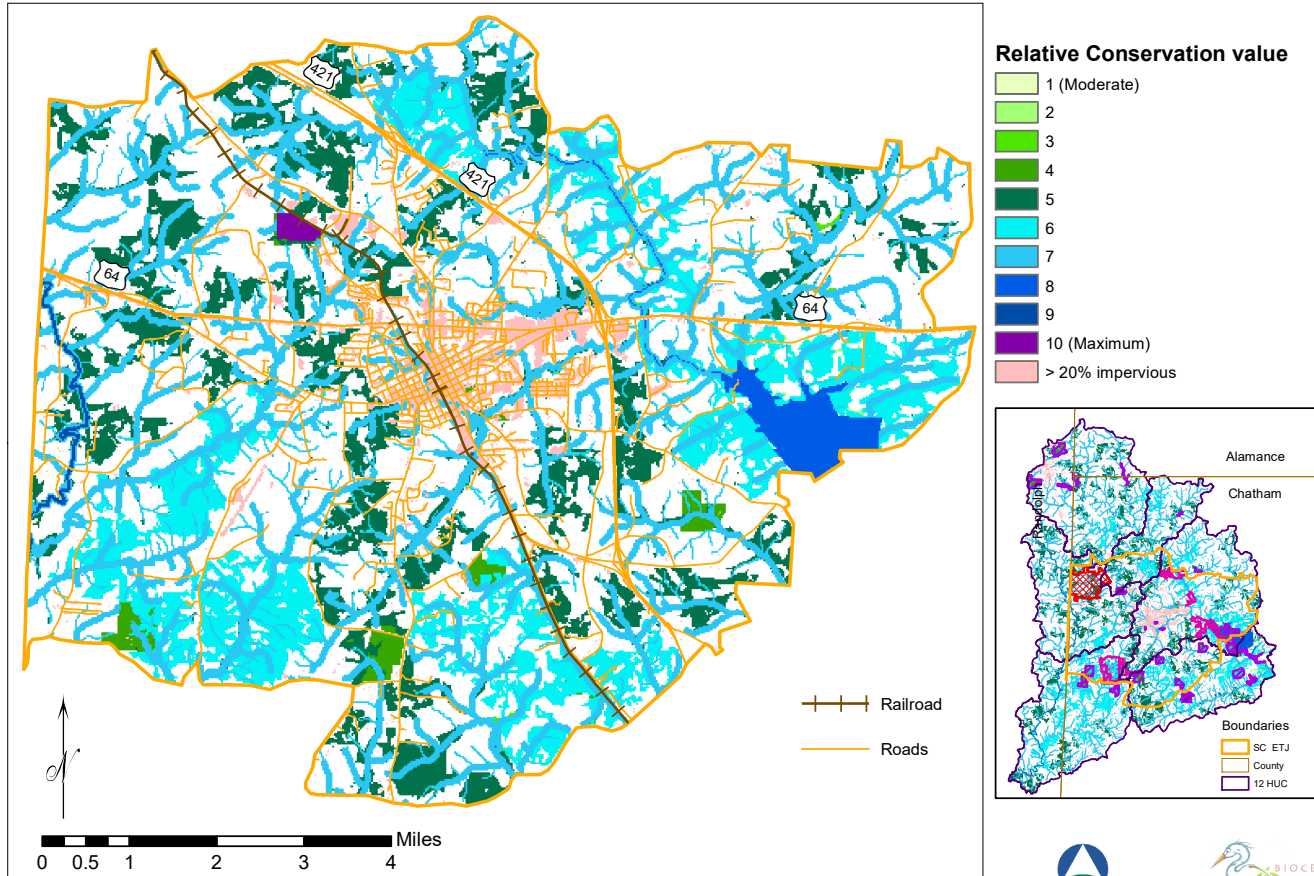 421
421
64
64
Railroad
Roads
N
Miles
0 0.5 1 2 3 4
Relative Conservation value
1 (Moderate)
2
3
4
5
6
7
8
9
10 (Maximum)
> 20% impervious
Alamance
Chatham
Randolph
Boundaries
SC ETJ
County
12 HUC